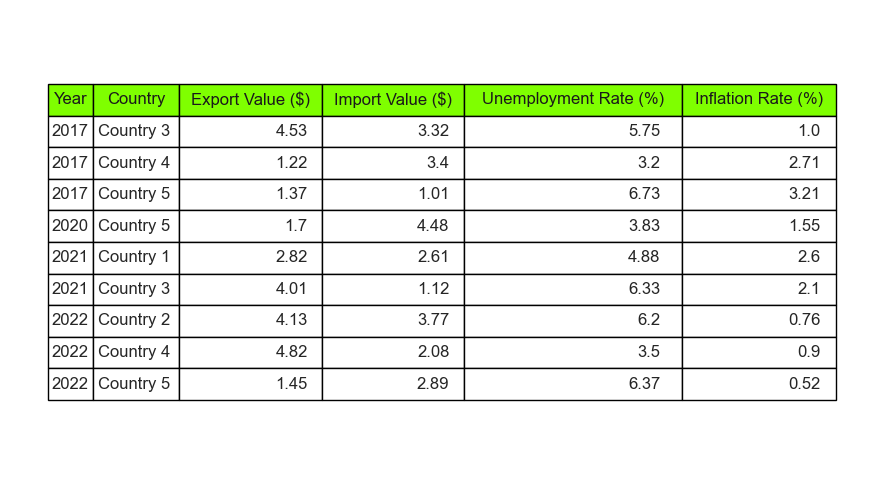 Year Country Export Value ($) Import Value ($) Unemployment Rate (%) Inflation Rate (%)
2017 Country 3 4.53 3.32 5.75 1.0
2017 Country 4 1.22 3.4 3.2 2.71
2017 Country 5 1.37 1.01 6.73 3.21
2020 Country 5 1.7 4.48 3.83 1.55
2021 Country 1 2.82 2.61 4.88 2.6
2021 Country 3 4.01 1.12 6.33 2.1
2022 Country 2 4.13 3.77 6.2 0.76
2022 Country 4 4.82 2.08 3.5 0.9
2022 Country 5 1.45 2.89 6.37 0.52